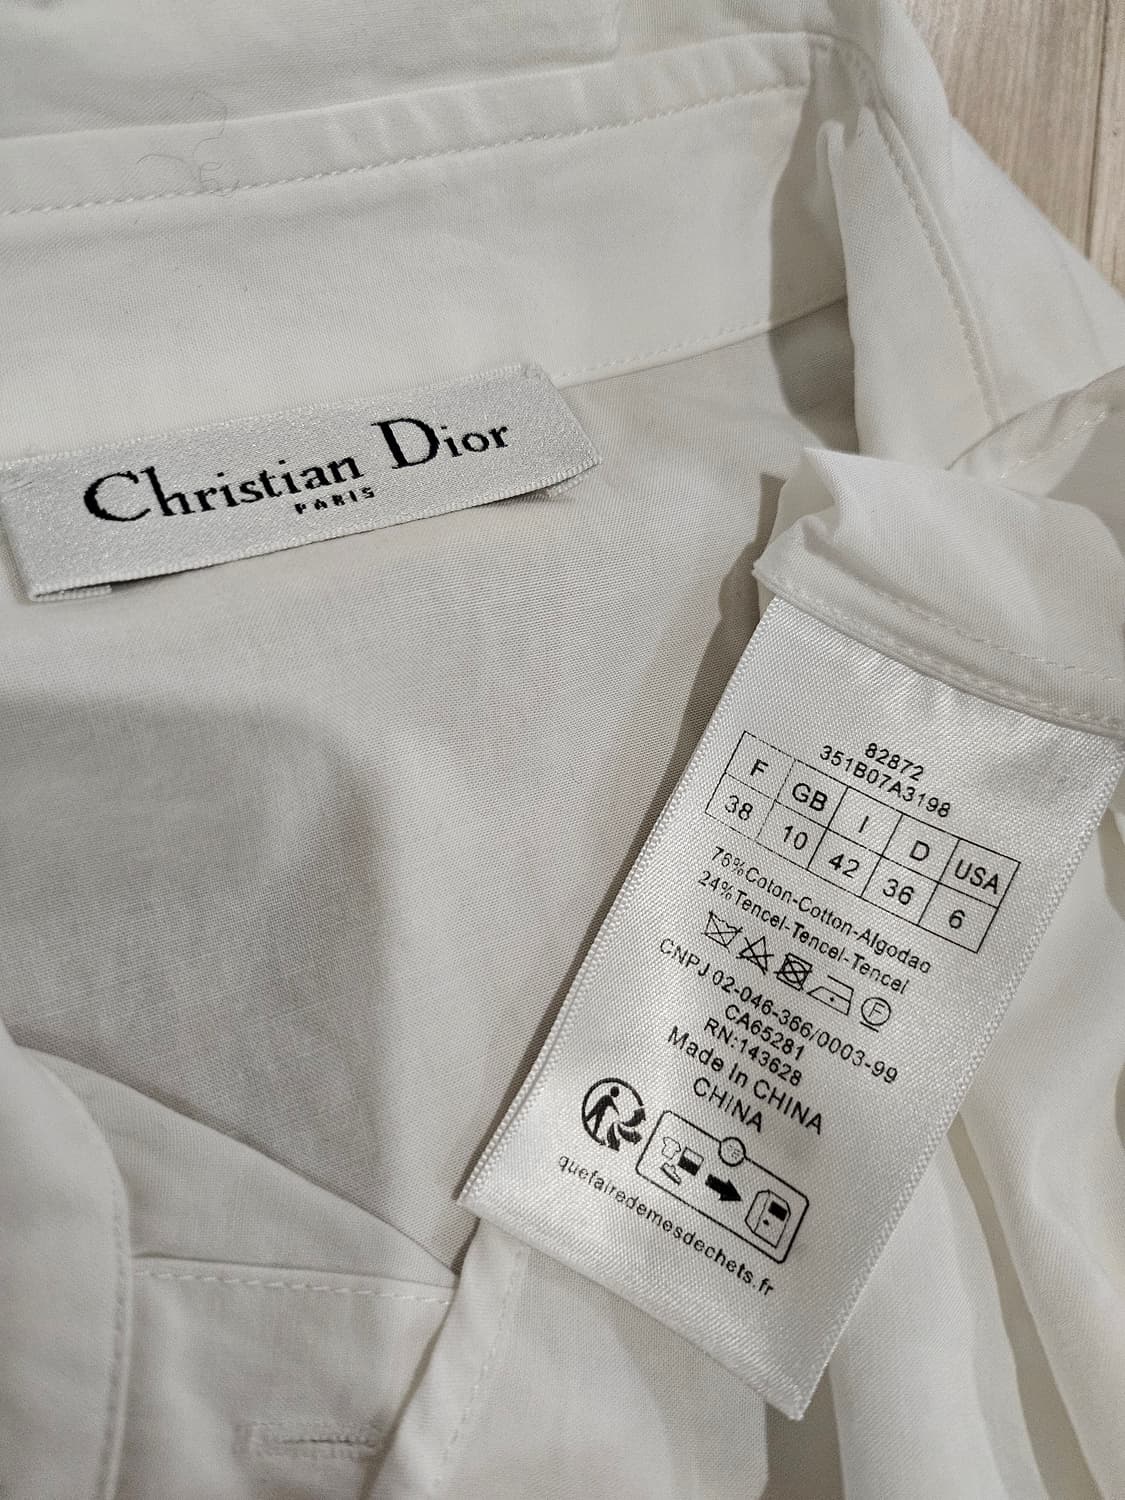 Christian Dior
PARIS
82872
351B07A3198
F GB I D USA
38 10 42 36 6
76%Coton-Cotton-Algodao
24%Tencel-Tencel-Tencel
F
CNPJ 02-046-366/0003-99
CA65281
RN:143628
Made In CHINA
CHINA
quefairedemesdechets.fr